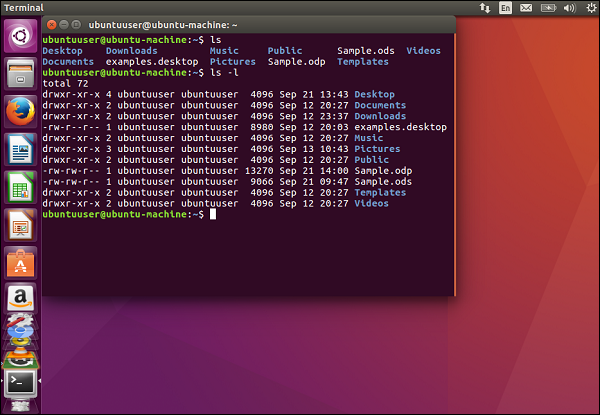 Terminal
En
ubuntuuser@ubuntu-machine: ~
ubuntuuser@ubuntu-machine:~$ ls
Desktop Downloads Music Public Sample.ods Videos
Documents examples.desktop Pictures Sample.odp Templates
ubuntuuser@ubuntu-machine:~$ ls -l
total 72
drwxr-xr-x 4 ubuntuuser ubuntuuser 4096 Sep 21 13:43 Desktop
drwxr-xr-x 2 ubuntuuser ubuntuuser 4096 Sep 12 20:27 Documents
drwxr-xr-x 2 ubuntuuser ubuntuuser 4096 Sep 12 23:37 Downloads
-rw-r--r-- 1 ubuntuuser ubuntuuser 8980 Sep 12 20:03 examples.desktop
drwxr-xr-x 2 ubuntuuser ubuntuuser 4096 Sep 12 20:27 Music
drwxr-xr-x 3 ubuntuuser ubuntuuser 4096 Sep 13 10:43 Pictures
drwxr-xr-x 2 ubuntuuser ubuntuuser 4096 Sep 12 20:27 Public
-rw-rw-r-- 1 ubuntuuser ubuntuuser 13270 Sep 21 14:00 Sample.odp
-rw-rw-r-- 1 ubuntuuser ubuntuuser 9066 Sep 21 09:47 Sample.ods
drwxr-xr-x 2 ubuntuuser ubuntuuser 4096 Sep 12 20:27 Templates
drwxr-xr-x 2 ubuntuuser ubuntuuser 4096 Sep 12 20:27 Videos
ubuntuuser@ubuntu-machine:~$